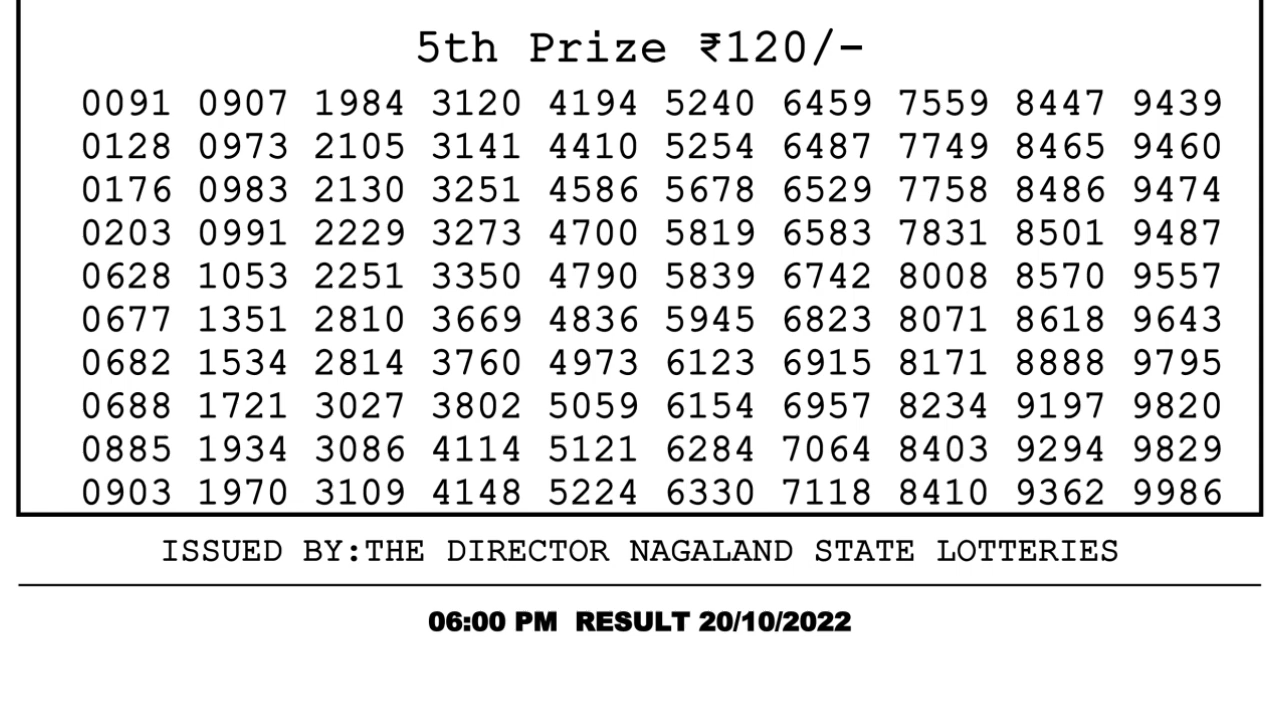 5th Prize ₹120/-
0091 0907 1984 3120 4194 5240 6459 7559 8447 9439
0128 0973 2105 3141 4410 5254 6487 7749 8465 9460
0176 0983 2130 3251 4586 5678 6529 7758 8486 9474
0203 0991 2229 3273 4700 5819 6583 7831 8501 9487
0628 1053 2251 3350 4790 5839 6742 8008 8570 9557
0677 1351 2810 3669 4836 5945 6823 8071 8618 9643
0682 1534 2814 3760 4973 6123 6915 8171 8888 9795
0688 1721 3027 3802 5059 6154 6957 8234 9197 9820
0885 1934 3086 4114 5121 6284 7064 8403 9294 9829
0903 1970 3109 4148 5224 6330 7118 8410 9362 9986
ISSUED BY:THE DIRECTOR NAGALAND STATE LOTTERIES
06:00 PM RESULT 20/10/2022